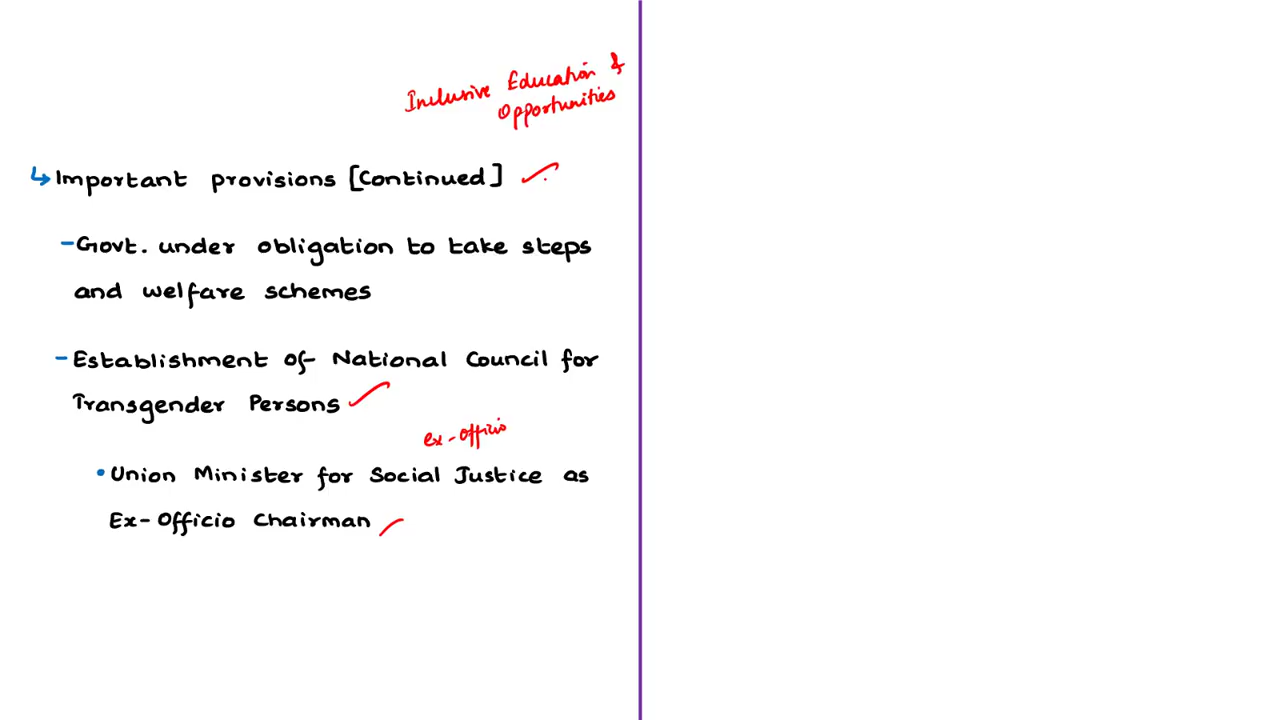 Inclusive Education &
Opportunities
Important provisions [Continued]
-Govt. under obligation to take steps
and welfare schemes
-Establishment of National Council for
Transgender Persons
ex-officio
•Union Minister for Social Justice as
Ex-Officio Chairman